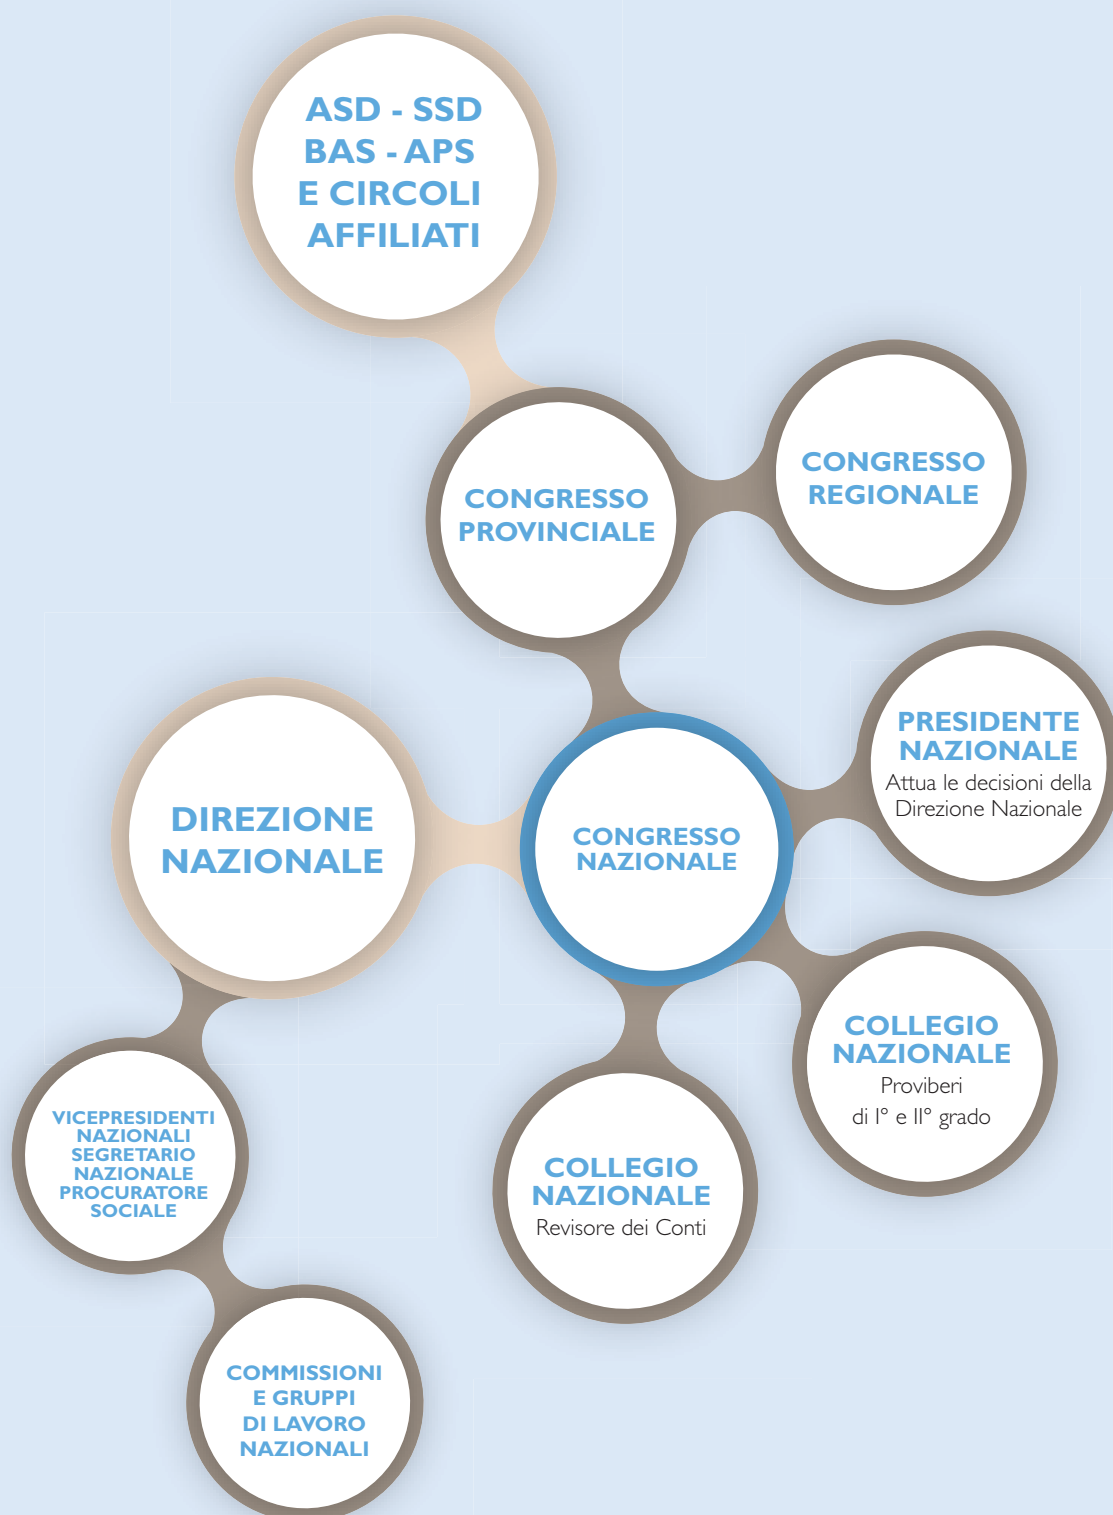 ASD - SSD
BAS - APS
E CIRCOLI
AFFILIATI
CONGRESSO
REGIONALE
CONGRESSO
PROVINCIALE
PRESIDENTE
NAZIONALE
Attua le decisioni della
Direzione Nazionale
DIREZIONE
NAZIONALE
CONGRESSO
NAZIONALE
COLLEGIO
NAZIONALE
Proviberi
di I° e II° grado
VICEPRESIDENTI
NAZIONALI
SEGRETARIO
NAZIONALE
PROCURATORE
SOCIALE
COLLEGIO
NAZIONALE
Revisore dei Conti
COMMISSIONI
E GRUPPI
DI LAVORO
NAZIONALI